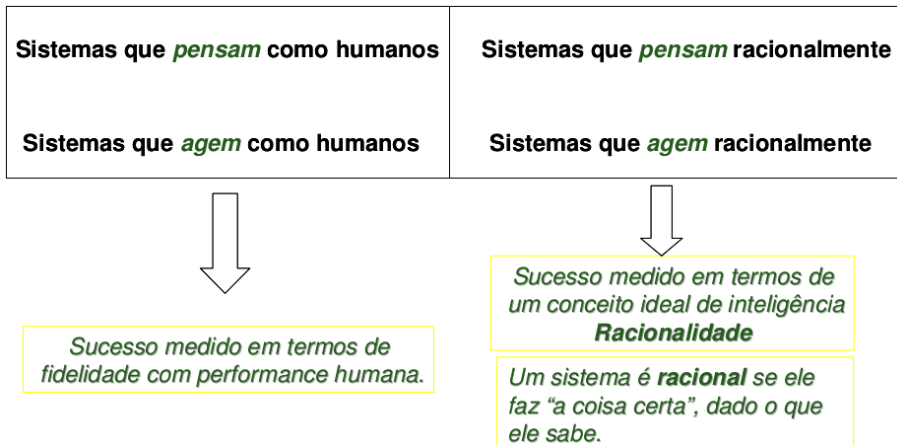 Sistemas que pensam como humanos
Sistemas que agem como humanos
Sistemas que pensam racionalmente
Sistemas que agem racionalmente
Sucesso medido em termos de
fidelidade com performance humana.
Sucesso medido em termos de
um conceito ideal de inteligência
Racionalidade
Um sistema é racional se ele
faz “a coisa certa”, dado o que
ele sabe.